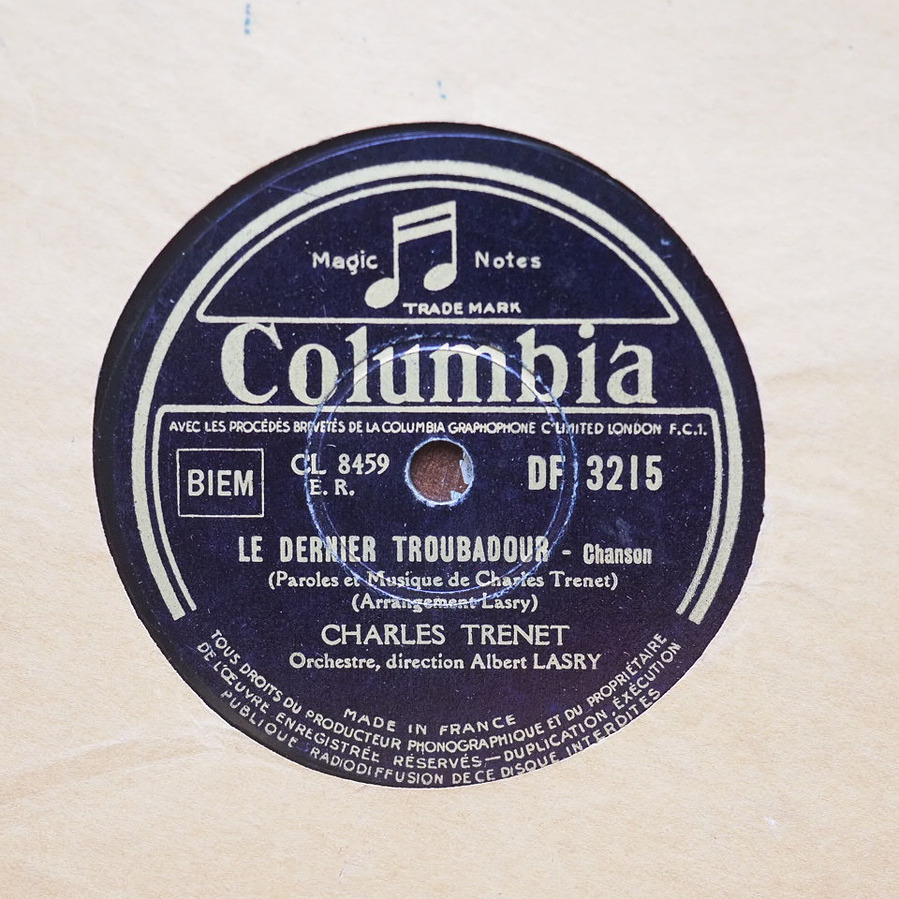 Magic Notes
TRADE MARK
Columbia
AVEC LES PROCÉDÉS BREVETÉS DE LA COLUMBIA GRAPHOPHONE Cº LIMITED LONDON F.C.1.
BIEM
CL 8459
E. R.
DF 3215
LE DERNIER TROUBADOUR - Chanson
(Paroles et Musique de Charles Trenet)
(Arrangement Lasry)
CHARLES TRENET
Orchestre, direction Albert LASRY
MADE IN FRANCE
TOUS DROITS DU PRODUCTEUR PHONOGRAPHIQUE ET DU PROPRIÉTAIRE
DE L'ŒUVRE ENREGISTRÉE RÉSERVÉS — DUPLICATION, EXÉCUTION
PUBLIQUE RADIODIFFUSION DE CE DISQUE INTERDITES